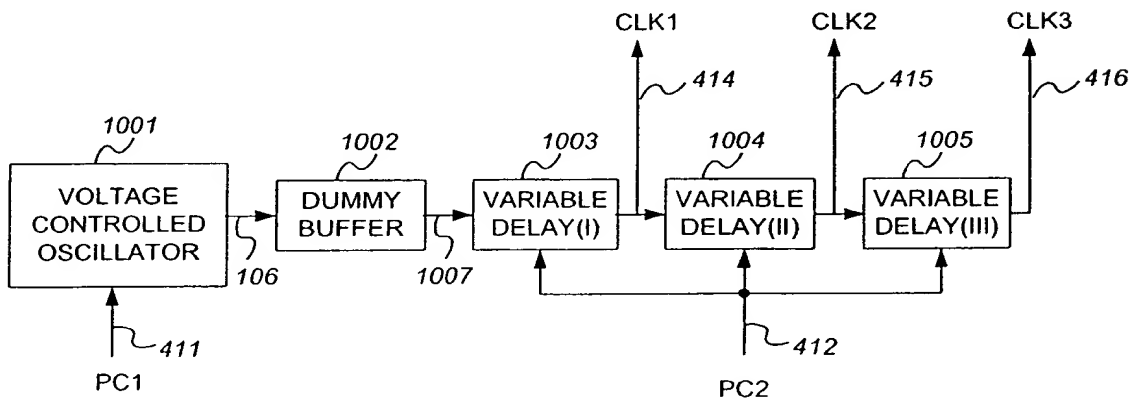 CLK1
CLK2
CLK3
414
415
416
1001
1002
1003
1004
1005
VOLTAGE
CONTROLLED
OSCILLATOR
DUMMY
BUFFER
VARIABLE
DELAY(I)
VARIABLE
DELAY(II)
VARIABLE
DELAY(III)
106
1007
411
412
PC1
PC2